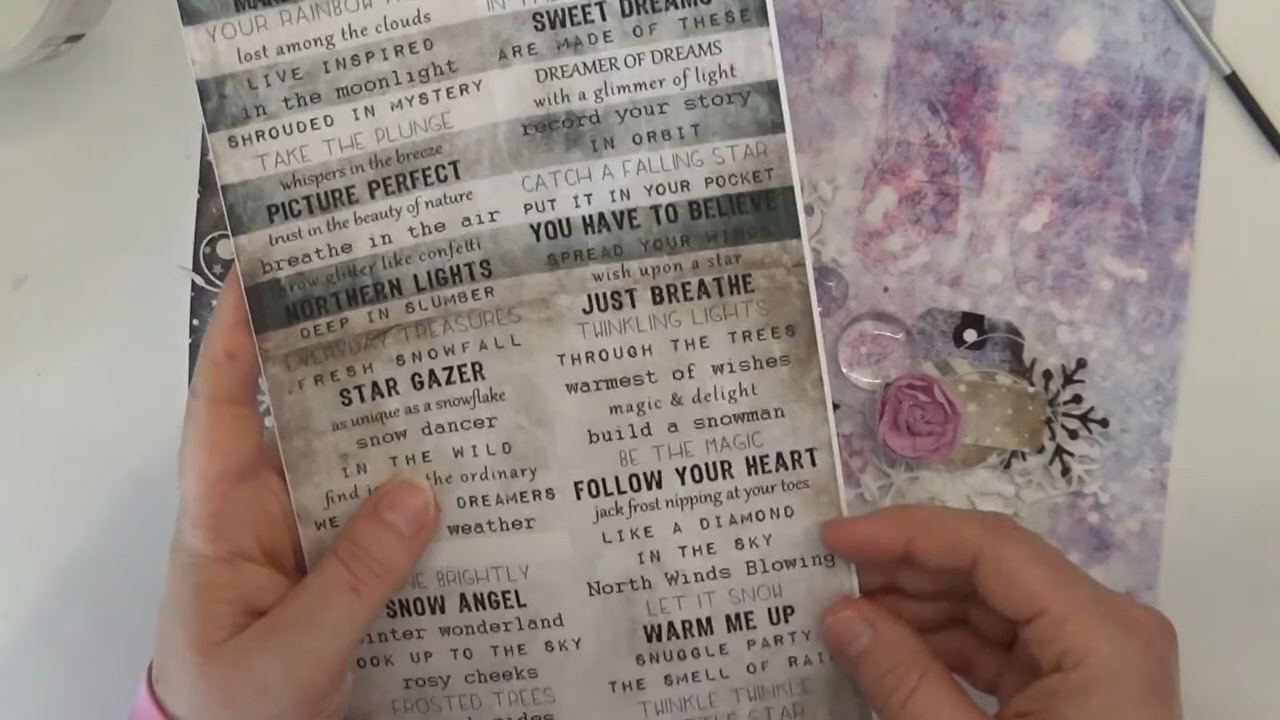 YOUR RAINBOW
lost among the clouds
LIVE INSPIRED
in the moonlight
SHROUDED IN MYSTERY
TAKE THE PLUNGE
whispers in the breeze
PICTURE PERFECT
trust in the beauty of nature
breathe in the air
glitter like confetti
NORTHERN LIGHTS
DEEP IN SLUMBER
EVERYDAY TREASURES
FRESH SNOWFALL
STAR GAZER
as unique as a snowflake
snow dancer
IN THE WILD
find the ordinary
WE DREAMERS
weather
BRIGHTLY
SNOW ANGEL
winter wonderland
LOOK UP TO THE SKY
rosy cheeks
FROSTED TREES
SWEET DREAMS
ARE MADE OF THESE
DREAMER OF DREAMS
with a glimmer of light
record your story
IN ORBIT
CATCH A FALLING STAR
PUT IT IN YOUR POCKET
YOU HAVE TO BELIEVE
SPREAD YOUR WINGS
wish upon a star
JUST BREATHE
TWINKLING LIGHTS
THROUGH THE TREES
warmest of wishes
magic & delight
build a snowman
BE THE MAGIC
FOLLOW YOUR HEART
jack frost nipping at your toes
LIKE A DIAMOND
IN THE SKY
North Winds Blowing
LET IT SNOW
WARM ME UP
SNUGGLE PARTY
THE SMELL OF RAIN
TWINKLE TWINKLE
STAR